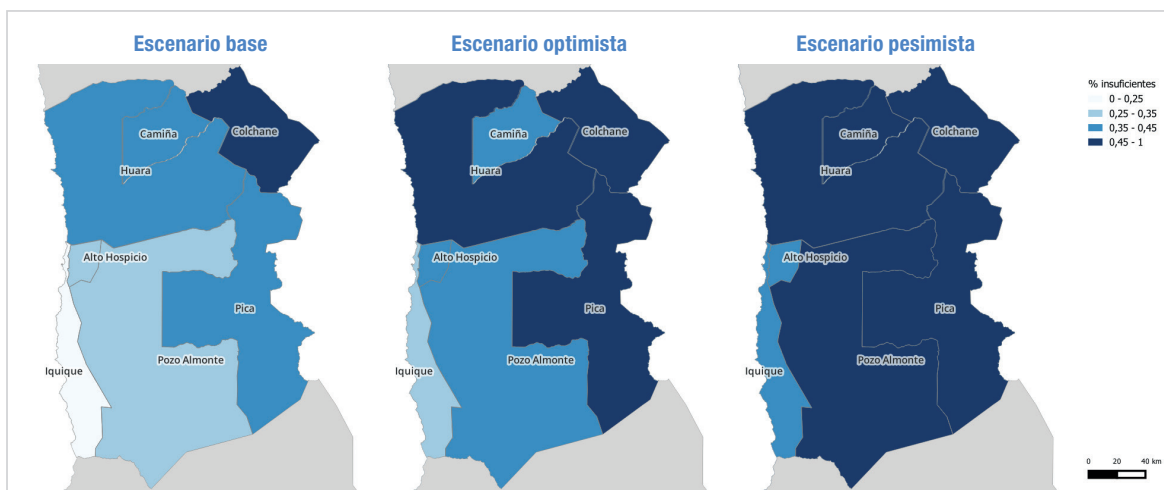 Escenario base
Escenario optimista
Escenario pesimista
% insuficientes
0 - 0,25
0,25 - 0,35
0,35 - 0,45
0,45 - 1
Camiña
Colchane
Huara
Alto Hospicio
Pica
Pozo Almonte
Iquique
Camiña
Colchane
Huara
Alto Hospicio
Pica
Pozo Almonte
Iquique
Camiña
Colchane
Huara
Alto Hospicio
Pica
Pozo Almonte
Iquique
0 20 40 km